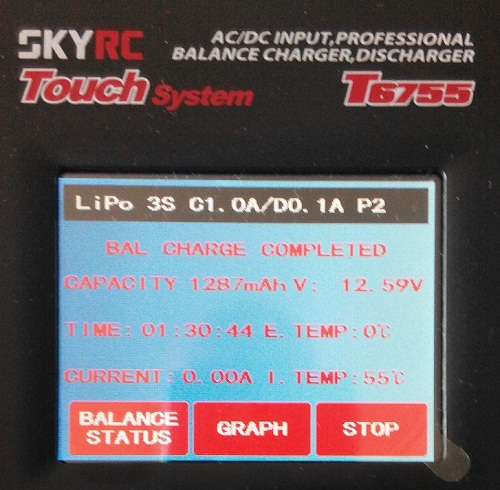 SKYRC
AC/DC INPUT,PROFESSIONAL
BALANCE CHARGER,DISCHARGER
Touch System
T6755
LiPo 3S C1.0A/D0.1A P2
BAL CHARGE COMPLETED
CAPACITY 1287mAh V: 12.59V
TIME: 01:30:44 E. TEMP:0℃
CURRENT: 0.00A I. TEMP:55℃
BALANCE
STATUS
GRAPH
STOP